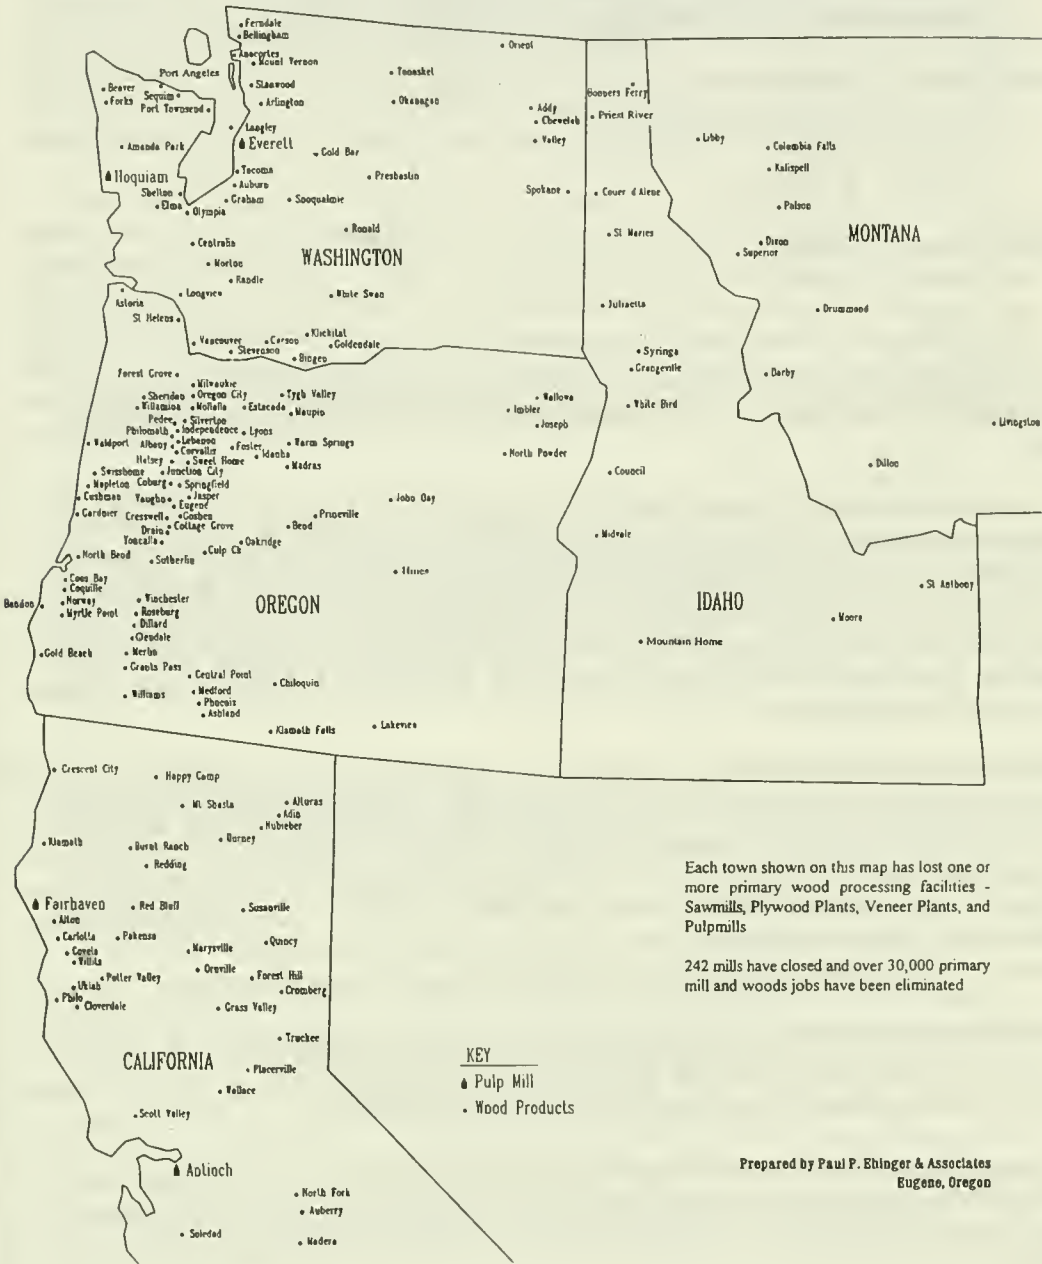 Ferndale
Bellingham
Anacortes
Mount Vernon
Orient
Port Angeles
Tonasket
Beaver
Sequim
Stanwood
Forks
Port Townsend
Arlington
Okanagan
Bonners Ferry
Addy
Chewelah
Priest River
Langley
Everett
Valley
Libby
Amanda Park
Gold Bar
Columbia Falls
Hoquiam
Tacoma
Presbastin
Kalispell
Auburn
Shelton
Spokane
Couer d'Alene
Elma
Graham
Snoqualmie
Olympia
Polson
Ronald
St Maries
MONTANA
Centralia
WASHINGTON
Dixon
Superior
Morton
Randle
Longview
White Swan
Astoria
Juliaetta
Drummond
St Helens
Vancouver
Carson
Klickitat
Goldendale
Stevenson
Bingen
Syringa
Grangeville
Forest Grove
Darby
Milwaukie
Sheridan
Oregon City
Tygh Valley
Wallowa
Willamina
Molalla
Estacada
Maupin
Imbler
White Bird
Pedee
Silverton
Joseph
Livingston
Philomath
Independence
Lyons
Waldport
Albany
Lebanon
Foster
Warm Springs
Corvallis
Idanha
North Powder
Halsey
Sweet Home
Madras
Dillon
Swisshome
Junction City
Council
Mapleton
Coburg
Springfield
Cushman
Vaughn
Jasper
John Day
Eugene
Gardner
Creswell
Goshen
Prineville
Drain
Cottage Grove
Bend
Midvale
Yoncalla
Oakridge
North Bend
Culp Ck
Sutherlin
Hines
Coos Bay
St Anthony
Coquille
Bandon
Norway
Winchester
OREGON
IDAHO
Myrtle Point
Roseburg
Dillard
Moore
Glendale
Mountain Home
Gold Beach
Merlin
Grants Pass
Central Point
Chiloquin
Williams
Medford
Phoenix
Ashland
Klamath Falls
Lakeview
Crescent City
Happy Camp
Mt Shasta
Alturas
Adin
Nubieber
Klamath
Burney
Burnt Ranch
Redding
Fairhaven
Red Bluff
Susanville
Alton
Carlotta
Pakenso
Quincy
Covelo
Marysville
Willits
Oroville
Potter Valley
Forest Hill
Ukiah
Cromberg
Philo
Cloverdale
Grass Valley
Truckee
CALIFORNIA
Placerville
Wallace
Scott Valley
Antioch
North Fork
Auberry
Soledad
Madera
Each town shown on this map has lost one or
more primary wood processing facilities -
Sawmills, Plywood Plants, Veneer Plants, and
Pulpmills
242 mills have closed and over 30,000 primary
mill and woods jobs have been eliminated
KEY
Pulp Mill
Wood Products
Prepared by Paul P. Ehinger & Associates
Eugene, Oregon